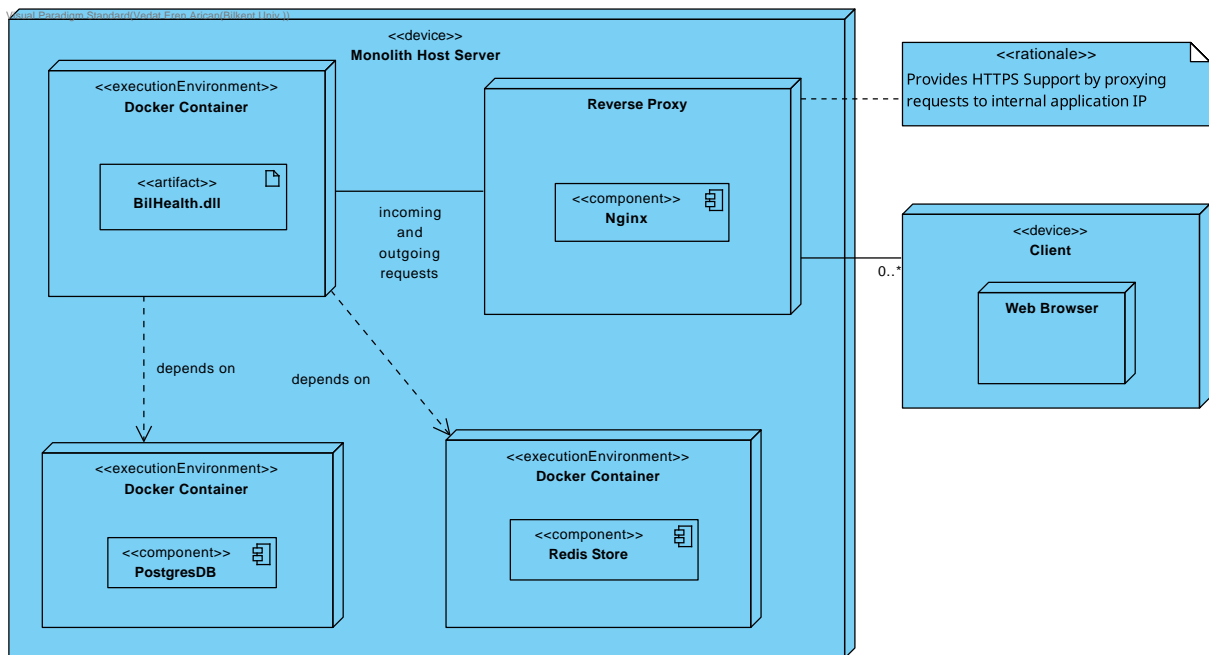 Visual Paradigm Standard(Vedat Eren Arican(Bilkent Univ.))
<<device>>
Monolith Host Server
<<executionEnvironment>>
Docker Container
<<artifact>>
BilHealth.dll
incoming
and
outgoing
requests
Reverse Proxy
<<component>>
Nginx
<<rationale>>
Provides HTTPS Support by proxying
requests to internal application IP
0..*
<<device>>
Client
Web Browser
depends on
depends on
<<executionEnvironment>>
Docker Container
<<component>>
PostgresDB
<<executionEnvironment>>
Docker Container
<<component>>
Redis Store